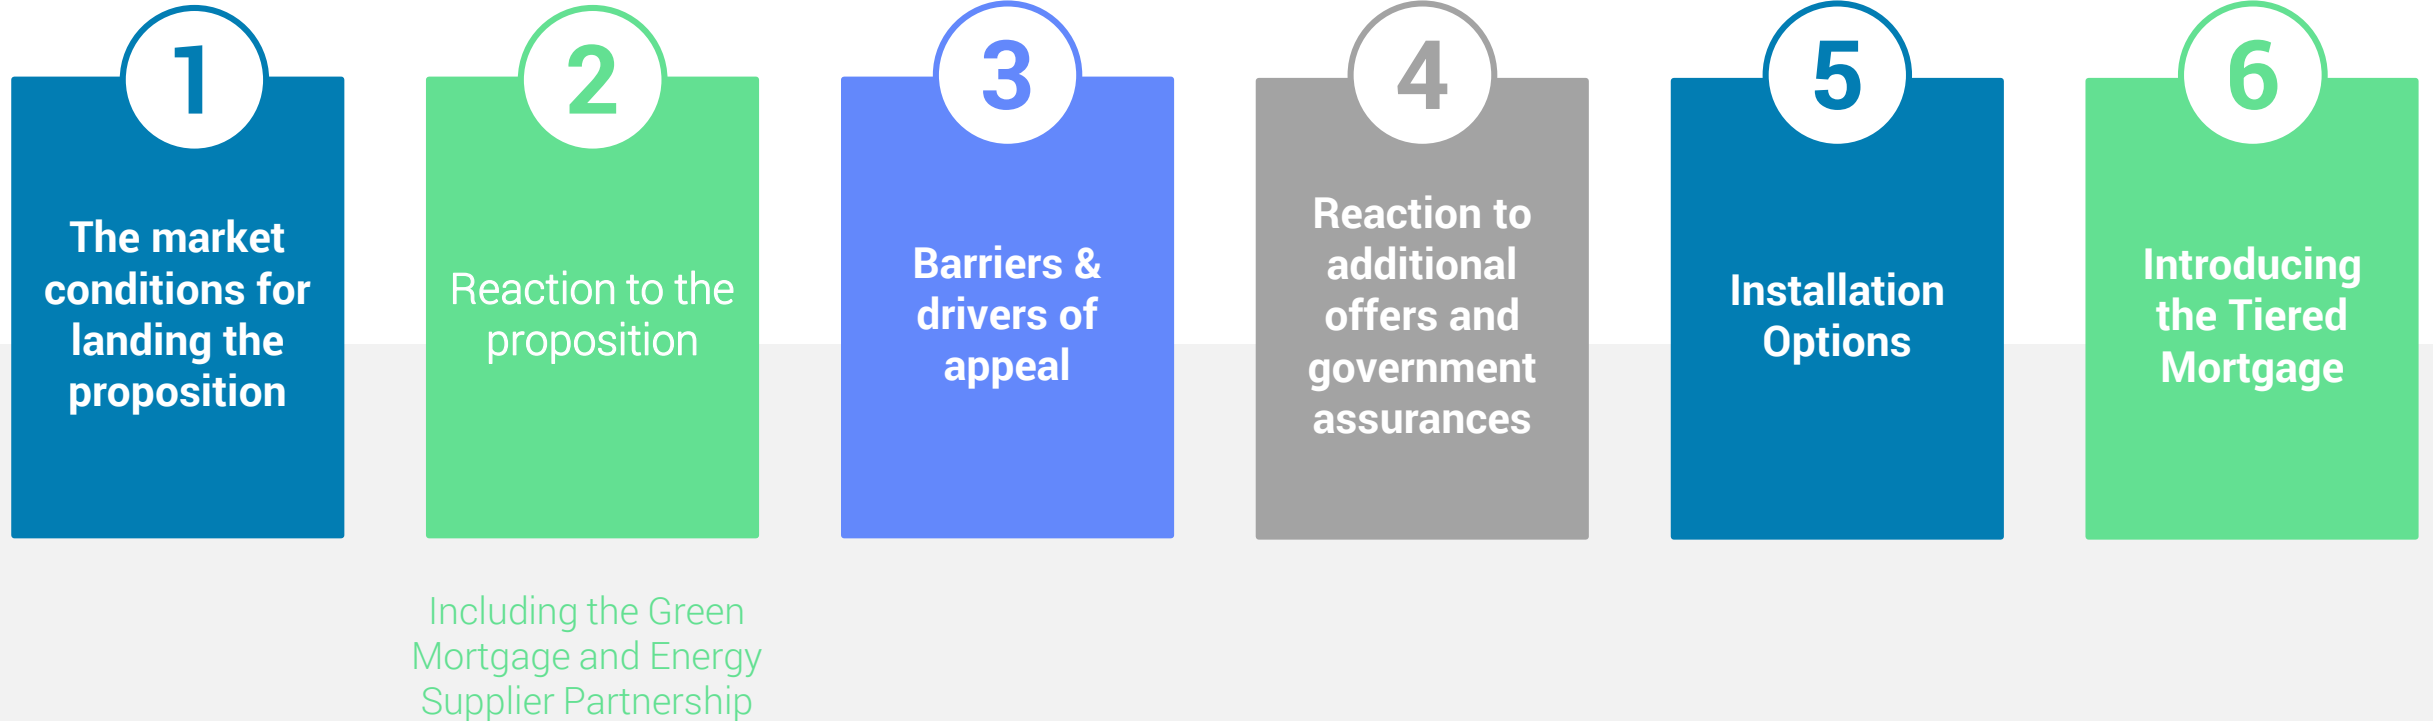 1
The market
conditions for
landing the
proposition
2
Reaction to the
proposition
Including the Green
Mortgage and Energy
Supplier Partnership
3
Barriers &
drivers of
appeal
4
Reaction to
additional
offers and
government
assurances
5
Installation
Options
6
Introducing
the Tiered
Mortgage